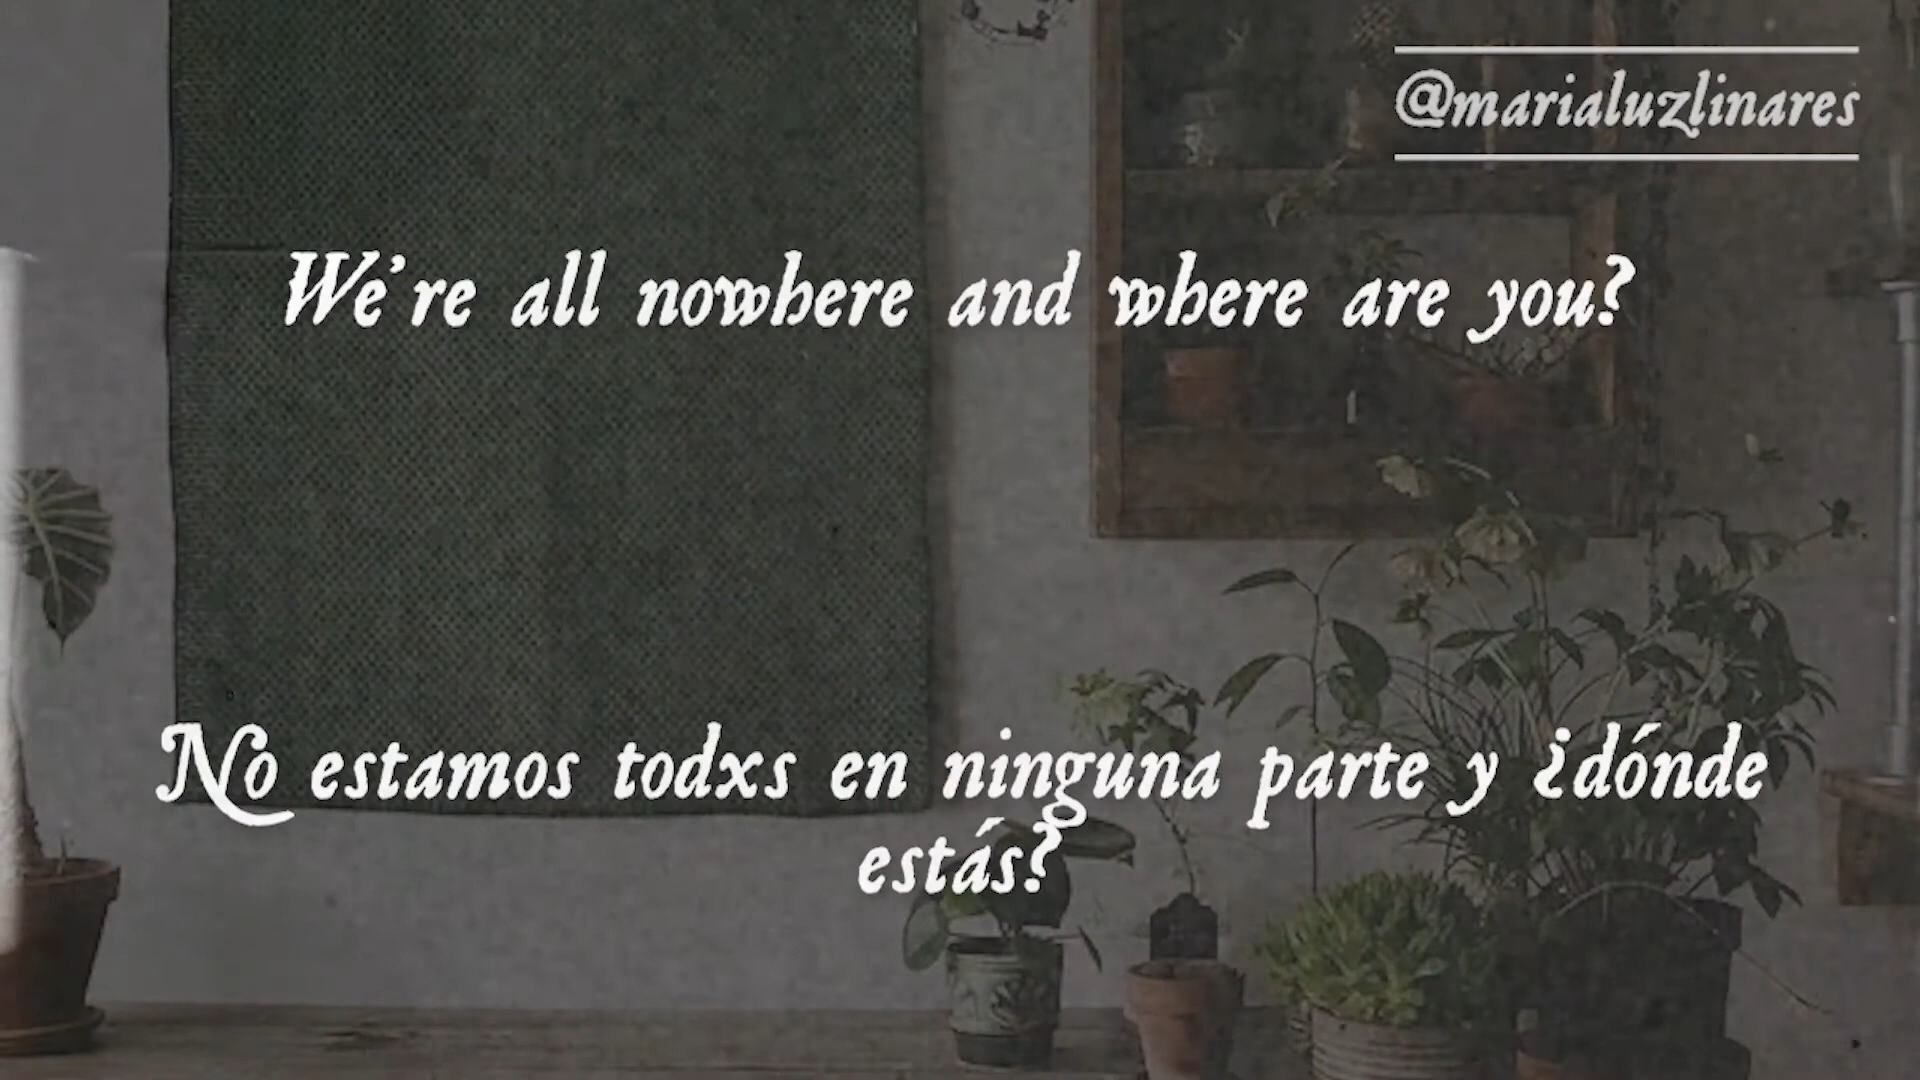 @marialuzlinares
We're all nowhere and where are you?
No estamos todxs en ninguna parte y ¿dónde
estás?